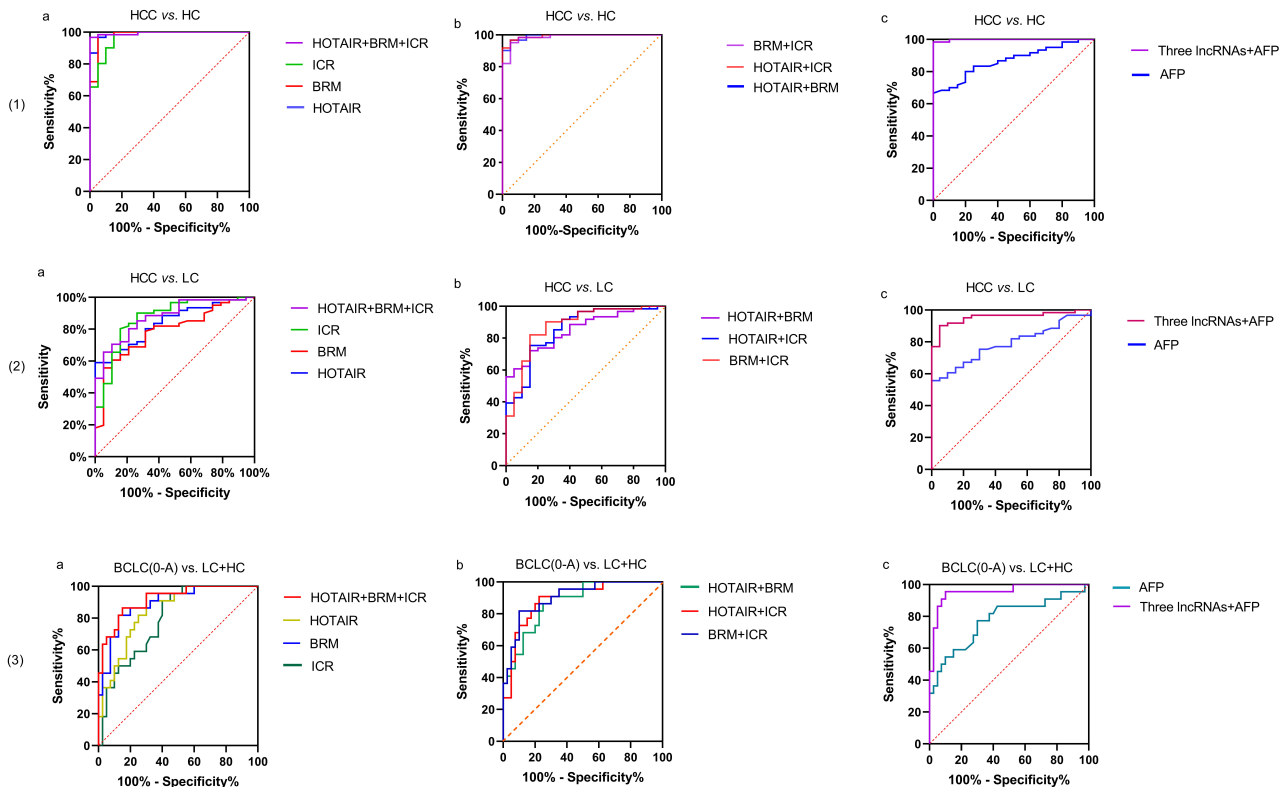 a
HCC vs. HC
100
80
60
40
20
0
0 20 40 60 80 100
Sensitivity%
100% - Specificity%
HOTAIR+BRM+ICR
ICR
BRM
HOTAIR
(1)
b
HCC vs. HC
100
80
60
40
20
0
0 20 40 60 80 100
Sensitivity%
100%-Specificity%
BRM+ICR
HOTAIR+ICR
HOTAIR+BRM
c
HCC vs. HC
100
80
60
40
20
0
0 20 40 60 80 100
Sensitivity%
100% - Specificity%
Three lncRNAs+AFP
AFP
a
HCC vs. LC
100%
80%
60%
40%
20%
0%
0% 20% 40% 60% 80% 100%
Sensitivity
100% - Specificity
HOTAIR+BRM+ICR
ICR
BRM
HOTAIR
(2)
b
HCC vs. LC
100
80
60
40
20
0
0 20 40 60 80 100
Sensitivity%
100% - Specificity%
HOTAIR+BRM
HOTAIR+ICR
BRM+ICR
c
HCC vs. LC
100
80
60
40
20
0
0 20 40 60 80 100
Sensitivity%
100% - Specificity%
Three lncRNAs+AFP
AFP
a
BCLC(0-A) vs. LC+HC
100
80
60
40
20
0
0 20 40 60 80 100
Sensitivity%
100% - Specificity%
HOTAIR+BRM+ICR
HOTAIR
BRM
ICR
(3)
b
BCLC(0-A) vs. LC+HC
100
80
60
40
20
0
0 20 40 60 80 100
Sensitivity%
100% - Specificity%
HOTAIR+BRM
HOTAIR+ICR
BRM+ICR
c
BCLC(0-A) vs. LC+HC
100
80
60
40
20
0
0 20 40 60 80 100
Sensitivity%
100% - Specificity%
AFP
Three lncRNAs+AFP